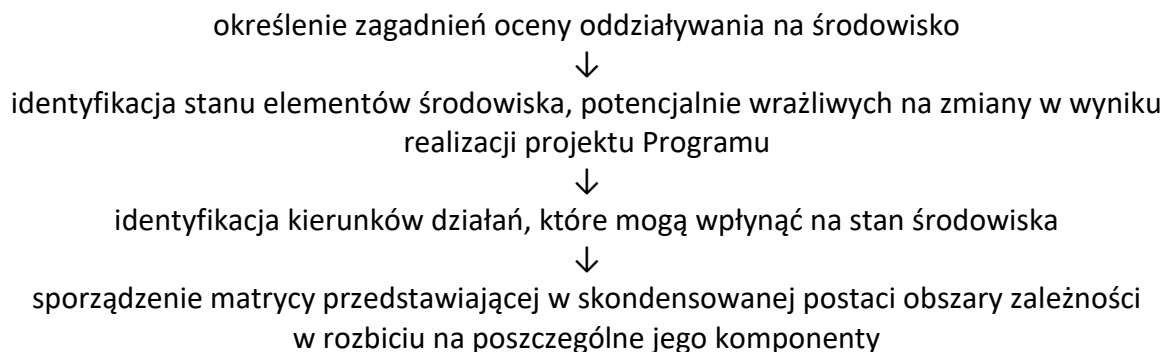 określenie zagadnień oceny oddziaływania na środowisko
↓
identyfikacja stanu elementów środowiska, potencjalnie wrażliwych na zmiany w wyniku
realizacji projektu Programu
↓
identyfikacja kierunków działań, które mogą wpłynąć na stan środowiska
↓
sporządzenie matrycy przedstawiającej w skondensowanej postaci obszary zależności
w rozbiciu na poszczególne jego komponenty